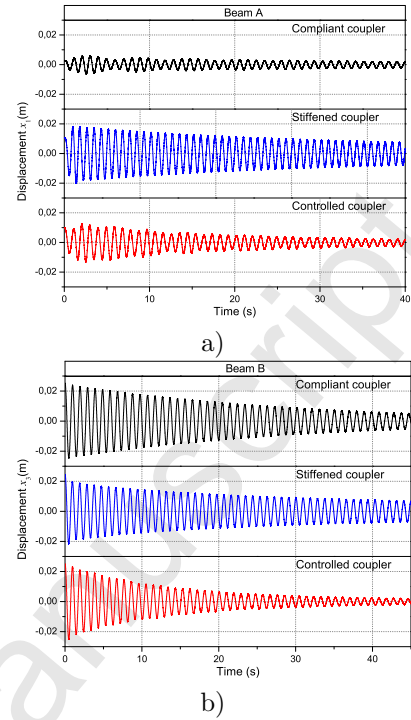 Beam A
Compliant coupler
0,02
0,00
-0,02
Stiffened coupler
0,02
0,00
-0,02
Controlled coupler
0,02
0,00
-0,02
Displacement x₁(m)
0 10 20 30 40
Time (s)
a)
Beam B
Compliant coupler
0,02
0,00
-0,02
Stiffened coupler
0,02
0,00
-0,02
Controlled coupler
0,02
0,00
-0,02
Displacement x₃(m)
0 10 20 30 40
Time (s)
b)
anuscript